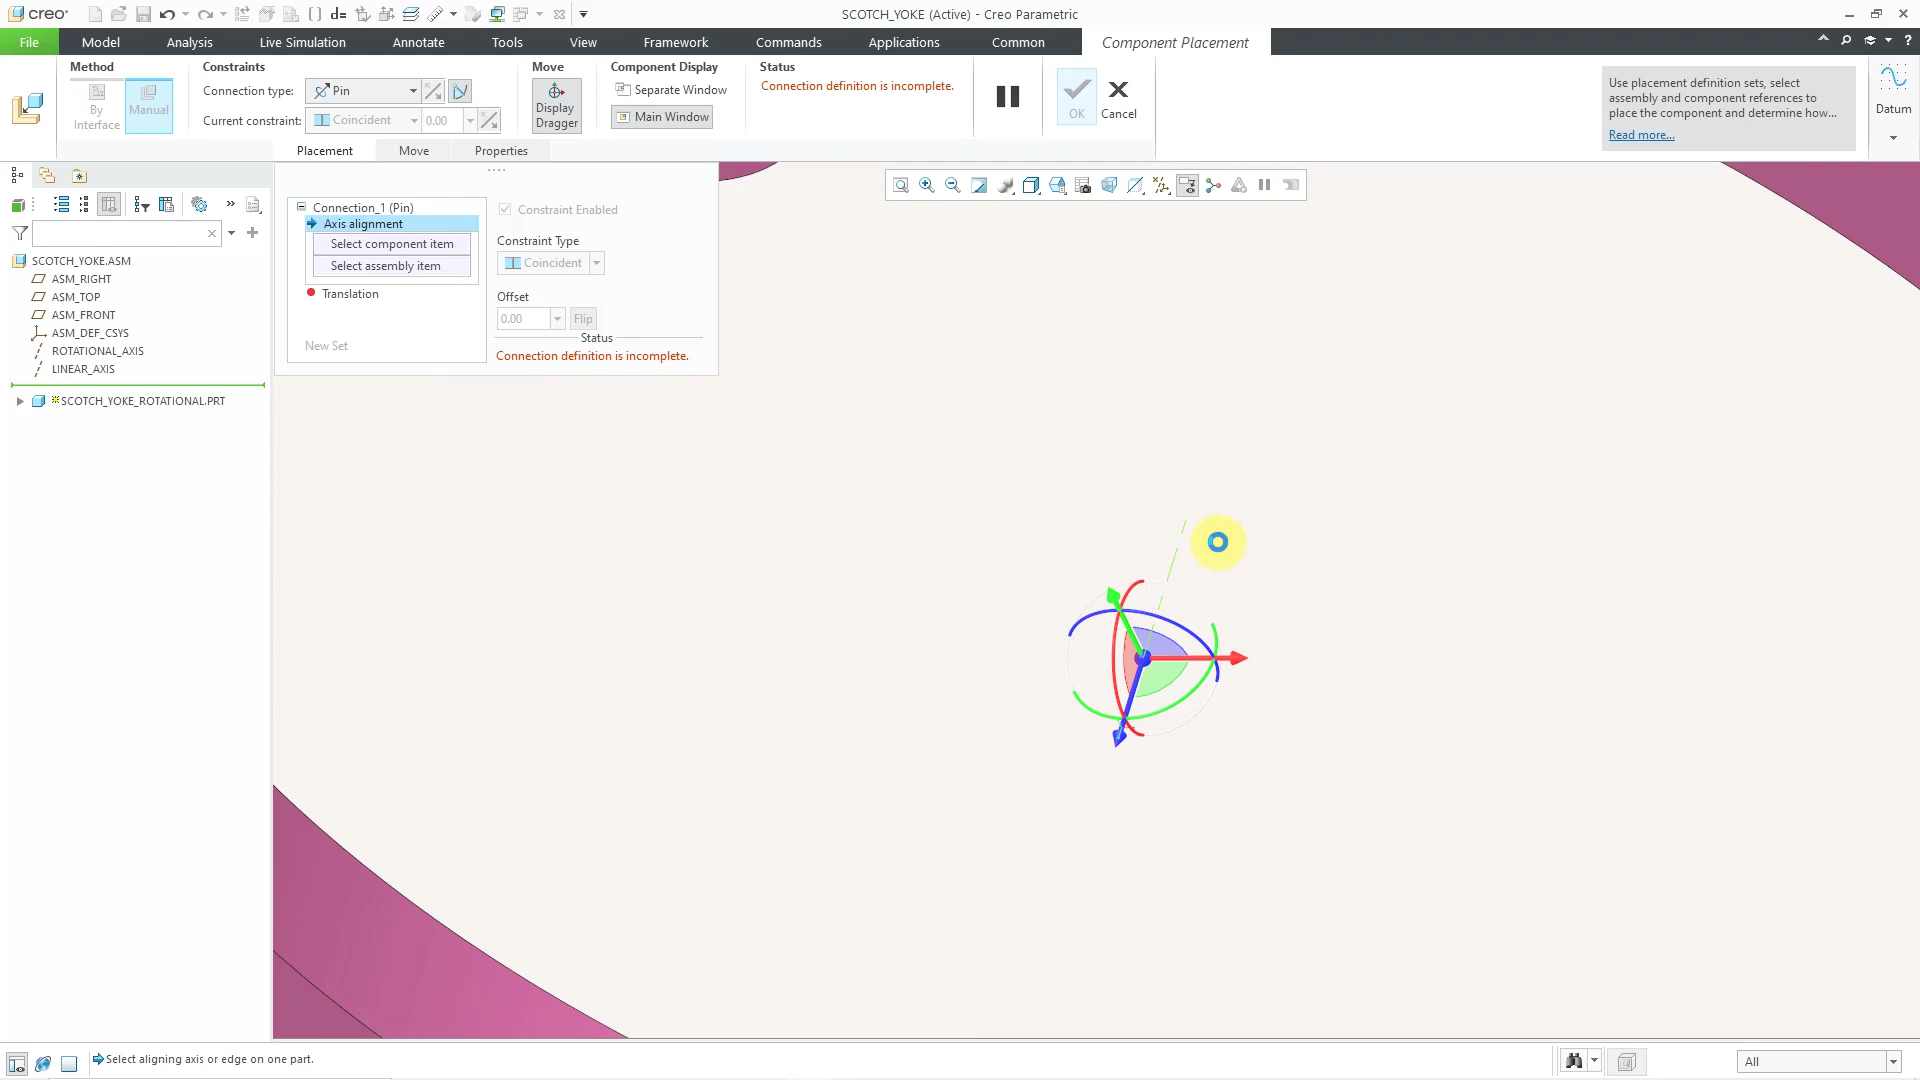 creo
d=
SCOTCH_YOKE (Active) - Creo Parametric
File
Model
Analysis
Live Simulation
Annotate
Tools
View
Framework
Commands
Applications
Common
Component Placement
?
Method
Constraints
Move
Component Display
Status
By
Interface
Manual
Connection type:
Pin
Current constraint:
Coincident
0.00
Display
Dragger
Separate Window
Main Window
Connection definition is incomplete.
OK
Cancel
Use placement definition sets, select
assembly and component references to
place the component and determine how...
Read more...
Datum
Placement
Move
Properties
Connection_1 (Pin)
Axis alignment
Select component item
Select assembly item
Translation
New Set
Constraint Enabled
Constraint Type
Coincident
Offset
0.00
Flip
Status
Connection definition is incomplete.
SCOTCH_YOKE.ASM
ASM_RIGHT
ASM_TOP
ASM_FRONT
ASM_DEF_CSYS
ROTATIONAL_AXIS
LINEAR_AXIS
SCOTCH_YOKE_ROTATIONAL.PRT
Select aligning axis or edge on one part.
All